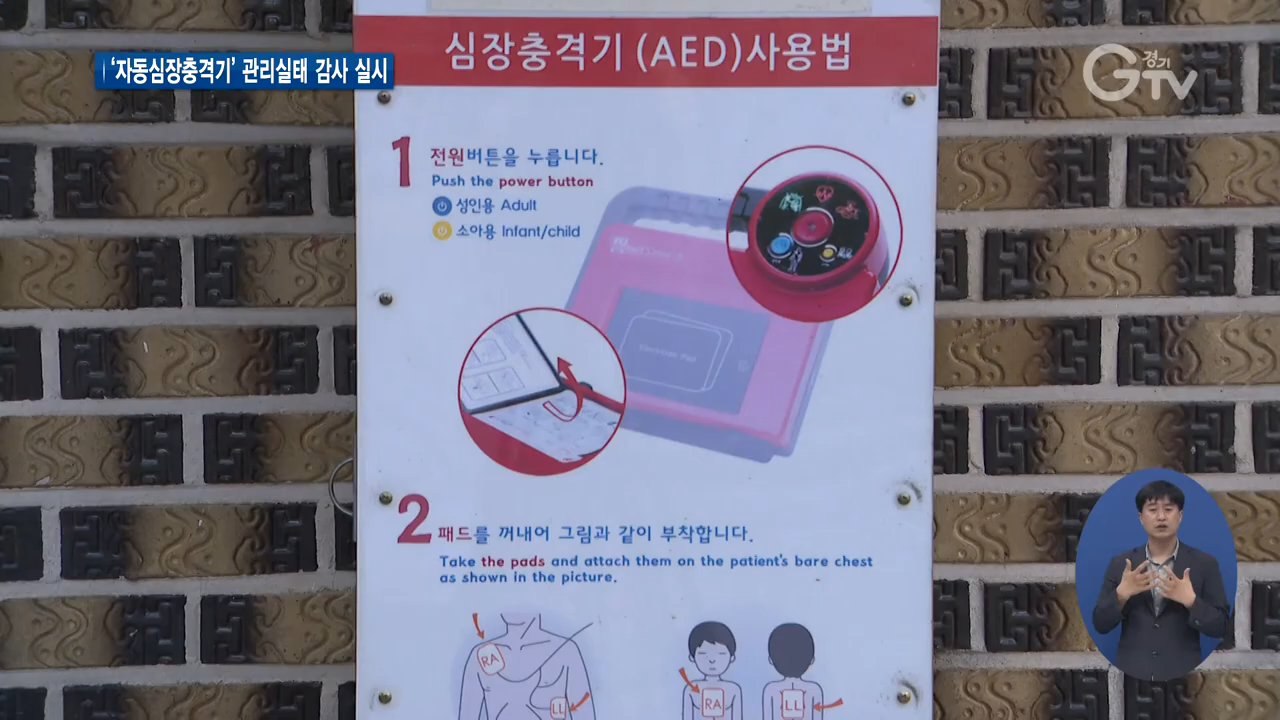 '자동심장충격기' 관리실태 감사 실시
경기
GTV
심장충격기(AED)사용법
1 전원버튼을 누릅니다.
Push the power button
성인용 Adult
소아용 Infant/child
2 패드를 꺼내어 그림과 같이 부착합니다.
Take the pads and attach them on the patient's bare chest
as shown in the picture.
RA
LL
RA
LL